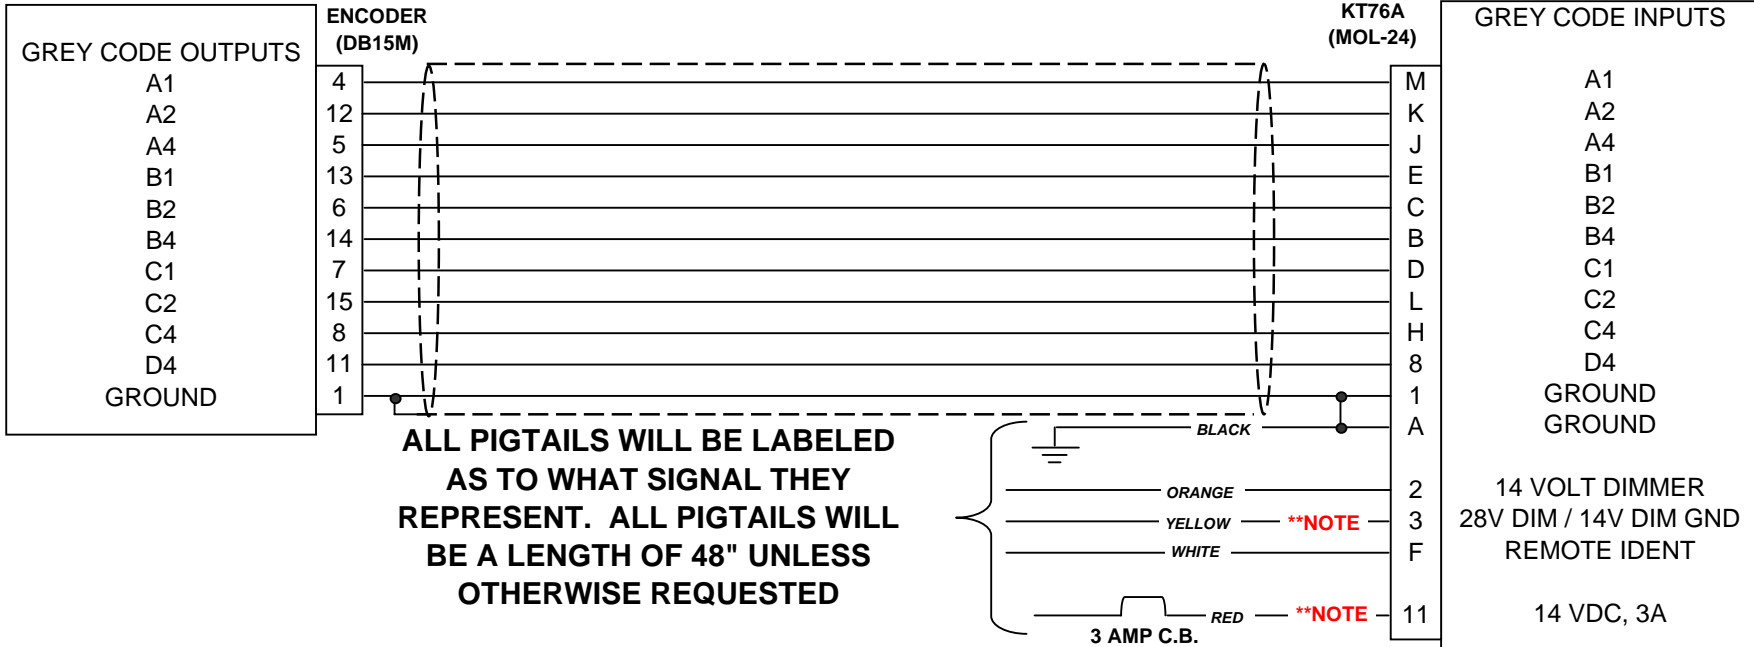 ENCODER
(DB15M)
KT76A
(MOL-24)
GREY CODE OUTPUTS
GREY CODE INPUTS
A1 4 M A1
A2 12 K A2
A4 5 J A4
B1 13 E B1
B2 6 C B2
B4 14 B B4
C1 7 D C1
C2 15 L C2
C4 8 H C4
D4 11 8 D4
GROUND 1 1 GROUND
BLACK A GROUND
ORANGE 2 14 VOLT DIMMER
YELLOW **NOTE 3 28V DIM / 14V DIM GND
WHITE F REMOTE IDENT
RED **NOTE 11 14 VDC, 3A
3 AMP C.B.
ALL PIGTAILS WILL BE LABELED
AS TO WHAT SIGNAL THEY
REPRESENT. ALL PIGTAILS WILL
BE A LENGTH OF 48" UNLESS
OTHERWISE REQUESTED